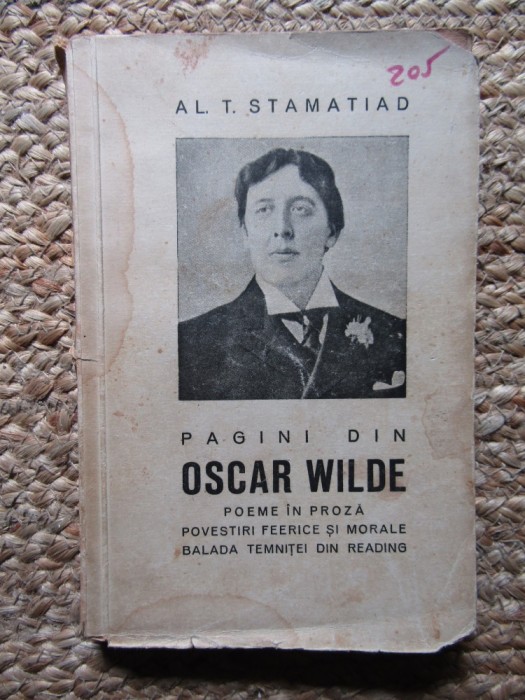 205
AL. T. STAMATIAD
PAGINI DIN
OSCAR WILDE
POEME ÎN PROZĂ
POVESTIRI FEERICE ȘI MORALE
BALADA TEMNIȚEI DIN READING